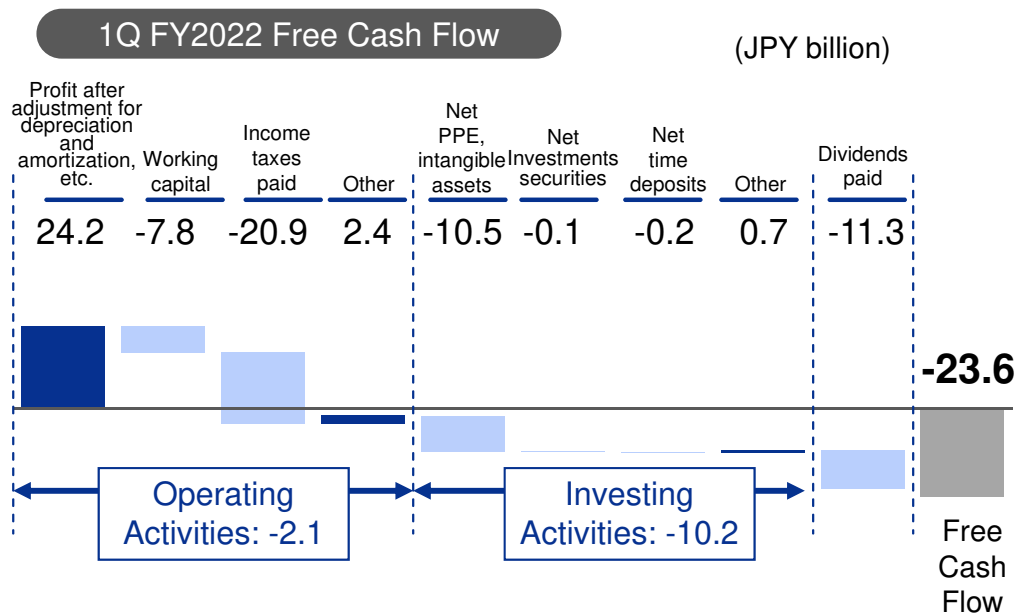 1Q FY2022 Free Cash Flow
(JPY billion)
Profit after
adjustment for
depreciation
and
amortization,
etc.
Working
capital
Income
taxes
paid
Other
Net
PPE,
intangible
assets
Net
Investments
securities
Net
time
deposits
Other
Dividends
paid
24.2 -7.8 -20.9 2.4 -10.5 -0.1 -0.2 0.7 -11.3
-23.6
Operating
Activities: -2.1
Investing
Activities: -10.2
Free
Cash
Flow